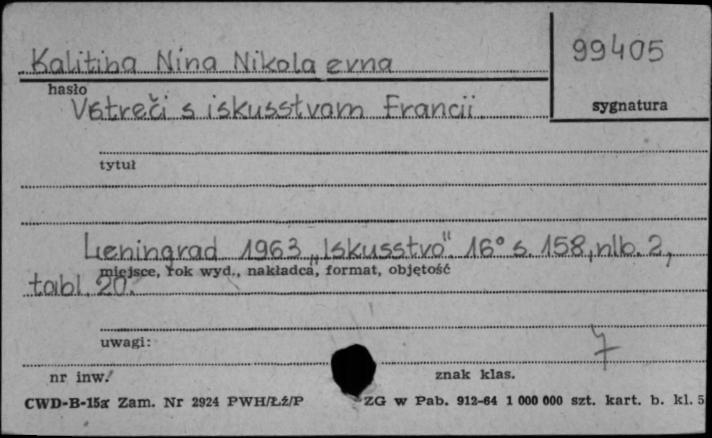 Kalitina Nina Nikolaevna
99405
hasło
sygnatura
Vstreči s iskusstvom Francii.
tytuł
Leningrad 1963 „Iskusstvo". 16° s. 158, nlb. 2,
miejsce, rok wyd., nakładca, format, objętość
tabl. 20.
uwagi:
nr inw.
znak klas.
CWD-B-15a Zam. Nr 2924 PWH/Łź/P
ZG w Pab. 912-64 1 000 000 szt. kart. b. kl. 5